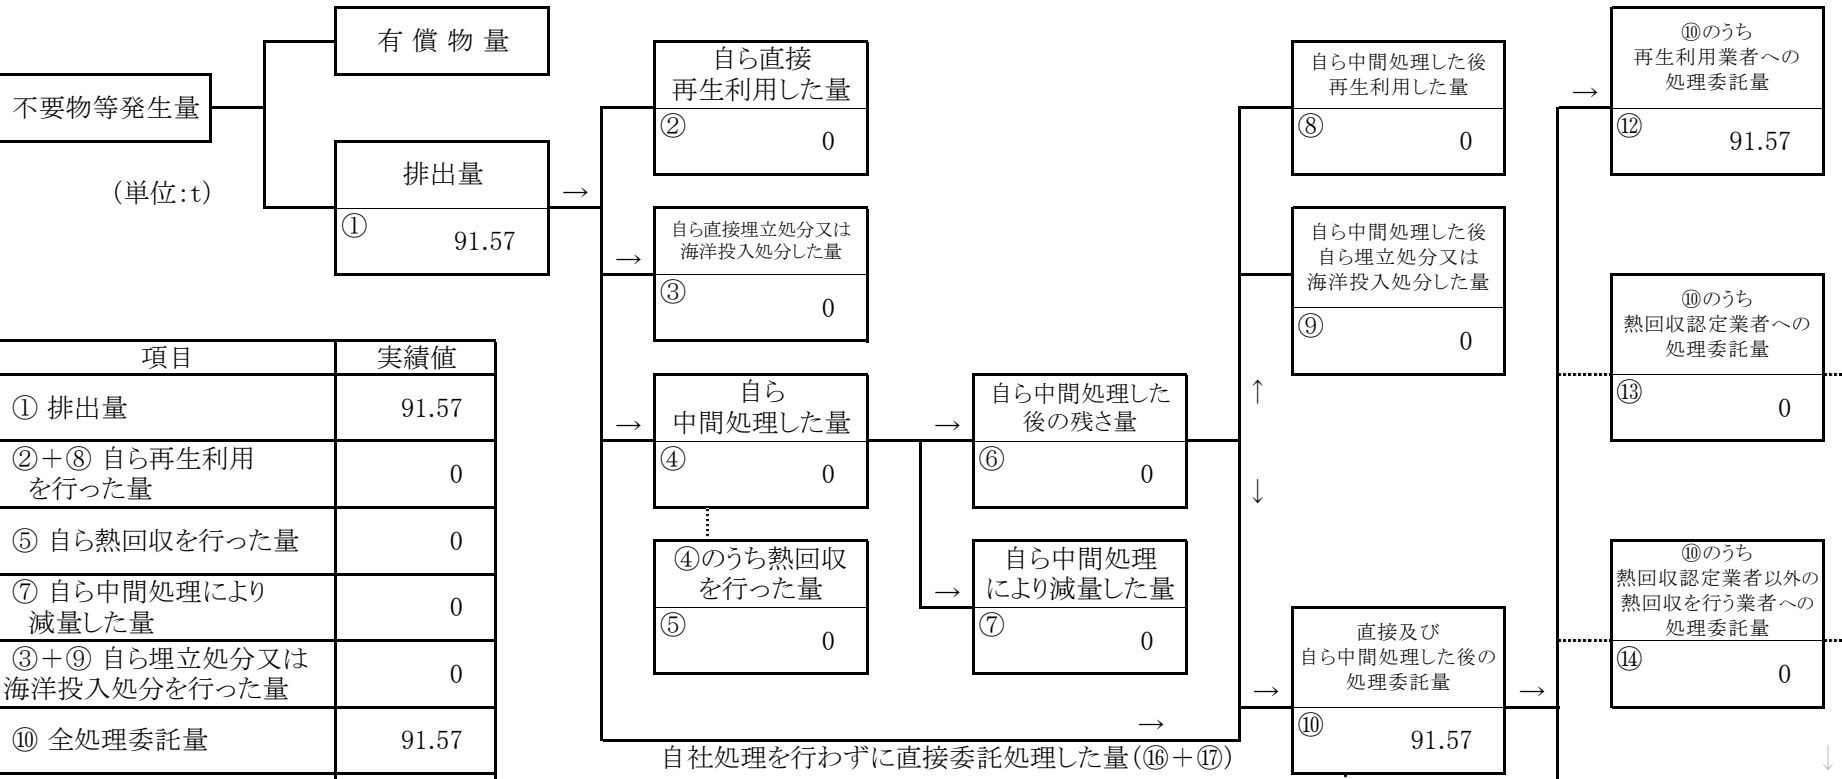 有償物量
不要物等発生量
(単位:t)
排出量
①
91.57
→
自ら直接
再生利用した量
②
0
→
自ら直接埋立処分又は
海洋投入処分した量
③
0
→
自ら
中間処理した量
④
0
④のうち熱回収
を行った量
⑤
0
→
自ら中間処理した
後の残さ量
⑥
0
→
自ら中間処理
により減量した量
⑦
0
自ら中間処理した後
再生利用した量
⑧
0
自ら中間処理した後
自ら埋立処分又は
海洋投入処分した量
⑨
0
↑
↓
→
自社処理を行わずに直接委託処理した量(⑯+⑰)
→
直接及び
自ら中間処理した後の
処理委託量
⑩
91.57
→
→
⑩のうち
再生利用業者への
処理委託量
⑫
91.57
⑩のうち
熱回収認定業者への
処理委託量
⑬
0
⑩のうち
熱回収認定業者以外の
熱回収を行う業者への
処理委託量
⑭
0
↓
項目 実績値
① 排出量 91.57
②+⑧ 自ら再生利用
を行った量
0
⑤ 自ら熱回収を行った量 0
⑦ 自ら中間処理により
減量した量
0
③+⑨ 自ら埋立処分又は
海洋投入処分を行った量
0
⑩ 全処理委託量 91.57